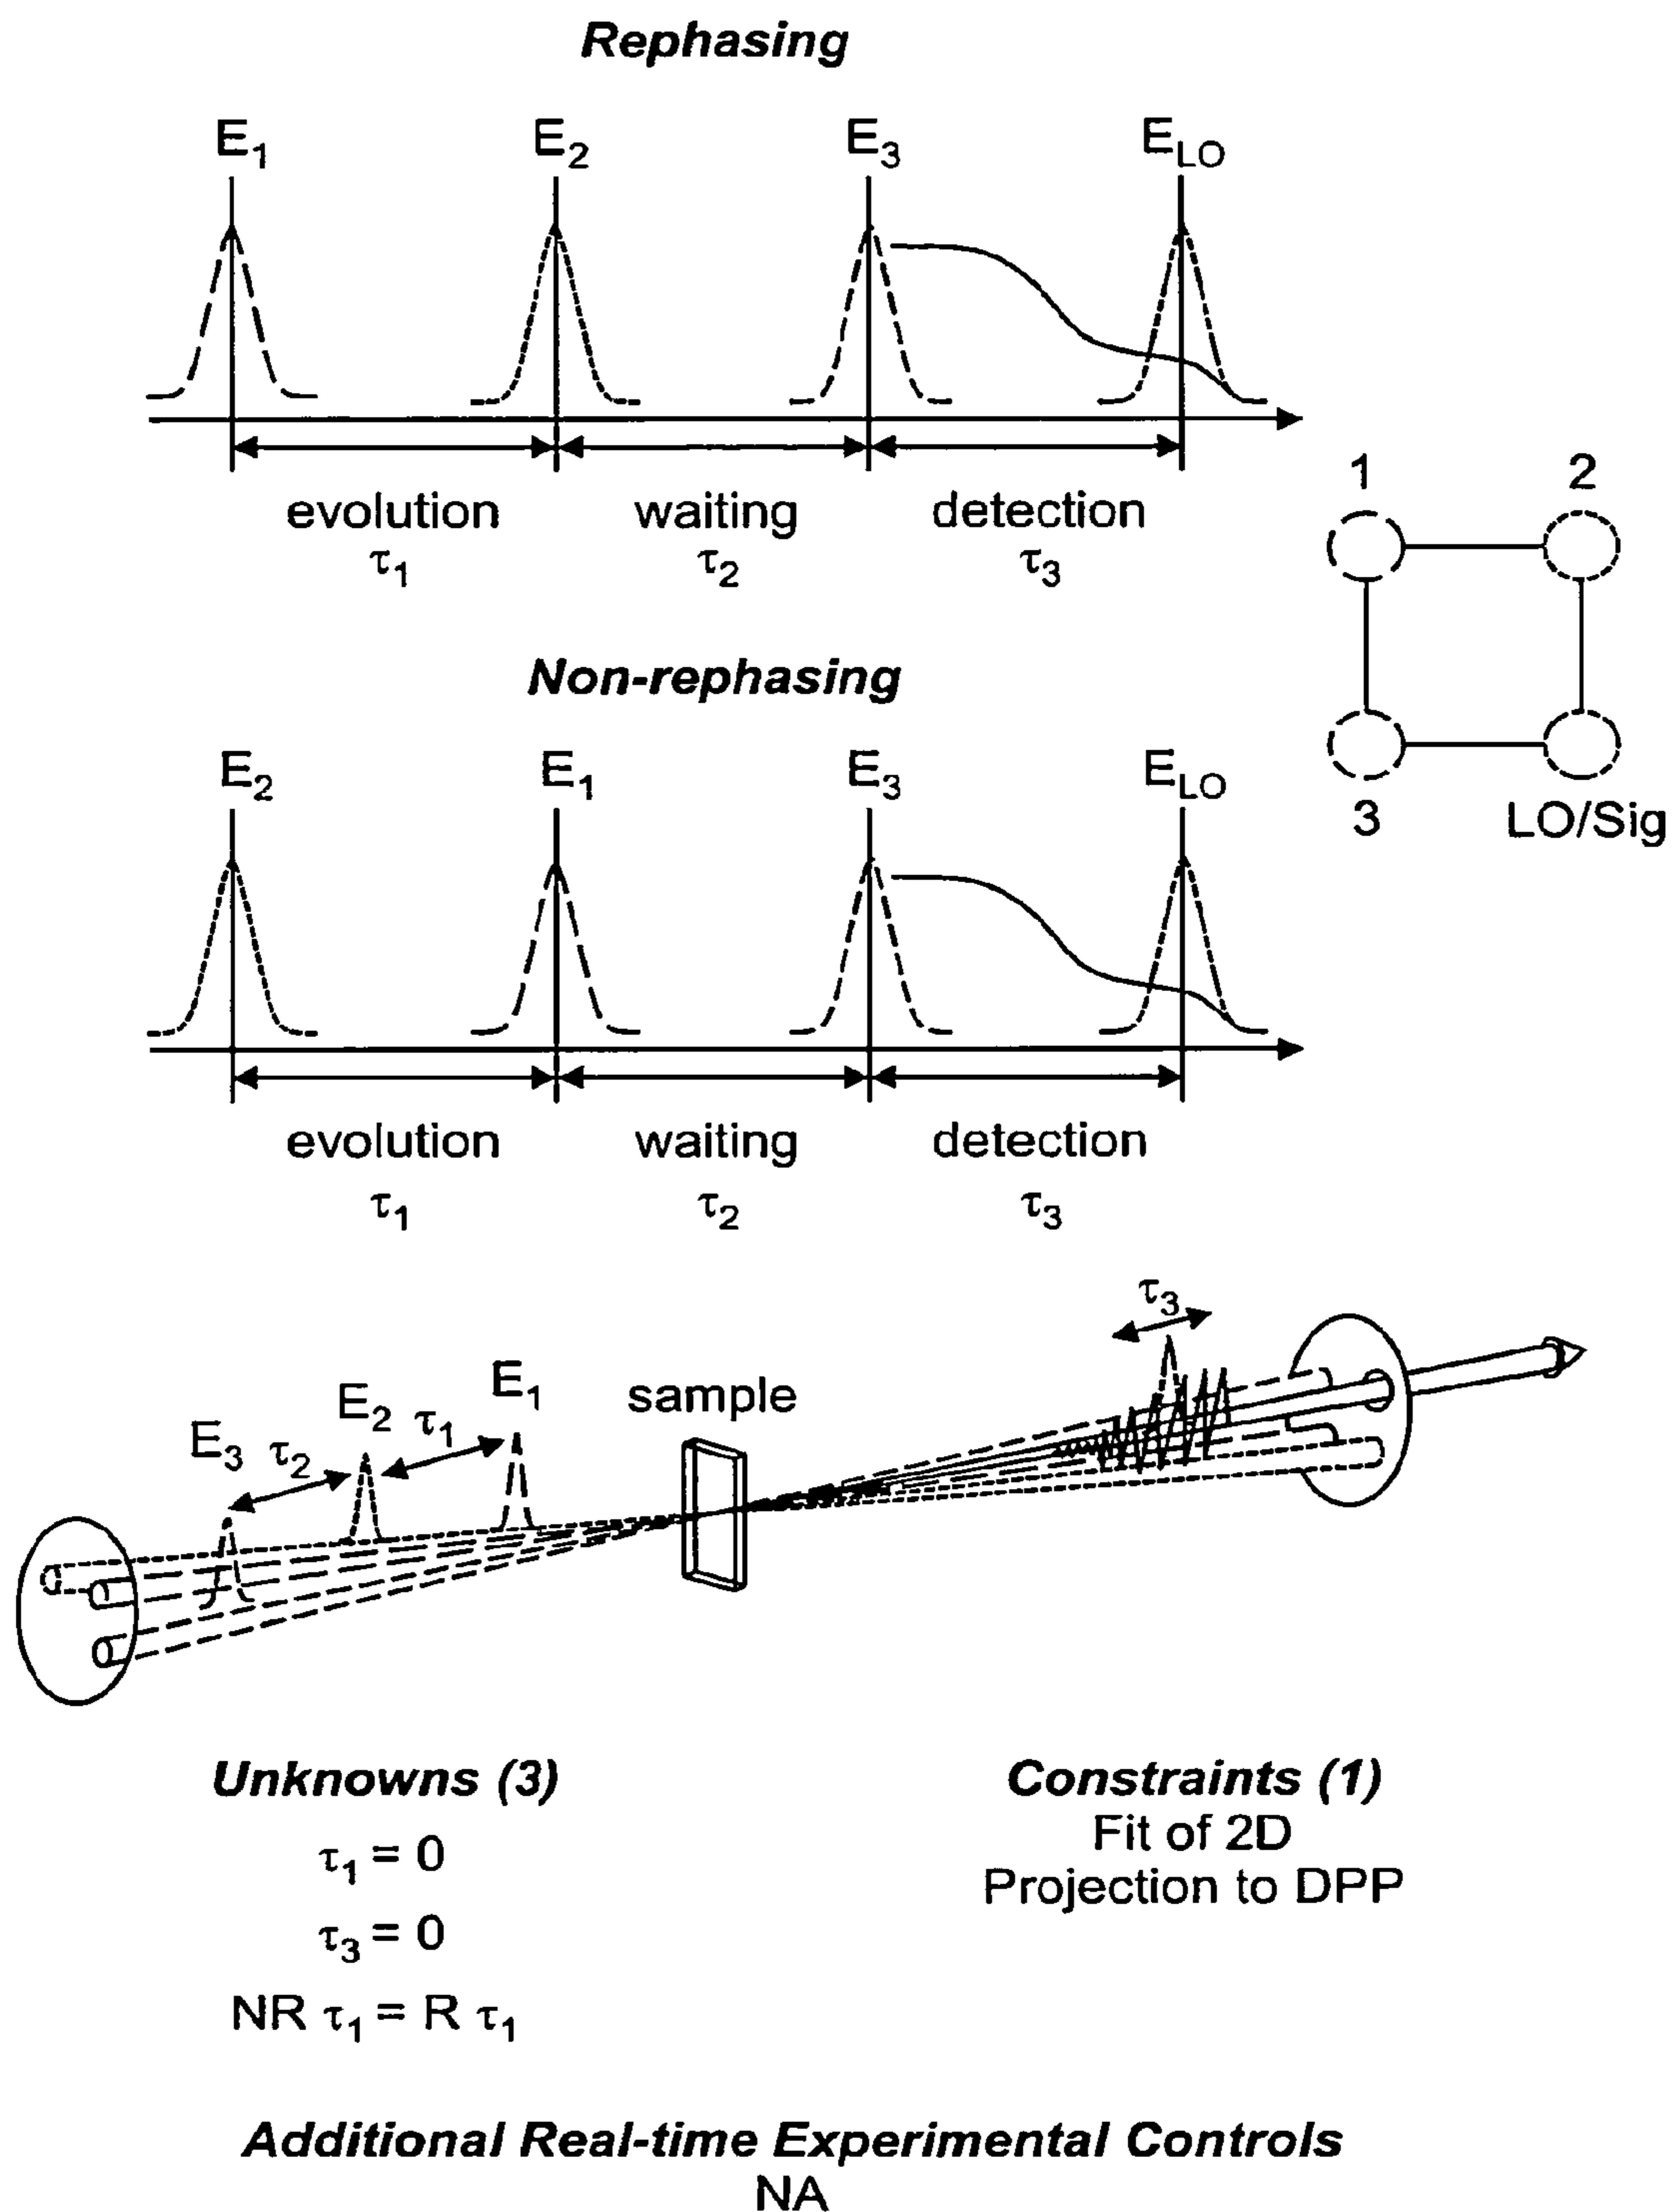 Rephasing
E1 E2 E3 ELO
evolution waiting detection
τ1 τ2 τ3
1 2
3 LO/Sig
Non-rephasing
E2 E1 E3 ELO
evolution waiting detection
τ1 τ2 τ3
E3 τ2 E2 τ1 E1 sample τ3
Unknowns (3)
τ1 = 0
τ3 = 0
NR τ1 = R τ1
Constraints (1)
Fit of 2D
Projection to DPP
Additional Real-time Experimental Controls
NA